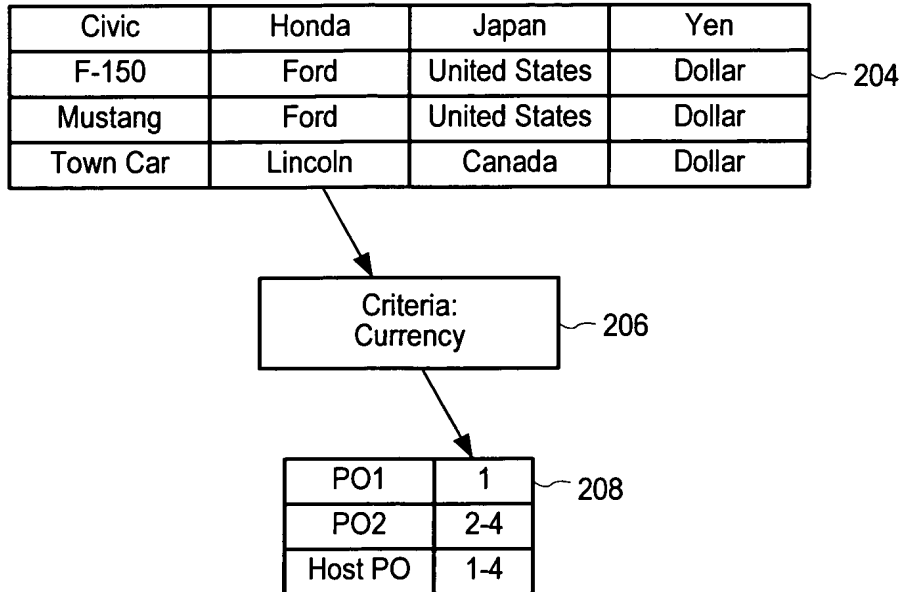 Civic Honda Japan Yen
F-150 Ford United States Dollar
204
Mustang Ford United States Dollar
Town Car Lincoln Canada Dollar
Criteria:
Currency
206
PO1 1
208
PO2 2-4
Host PO 1-4